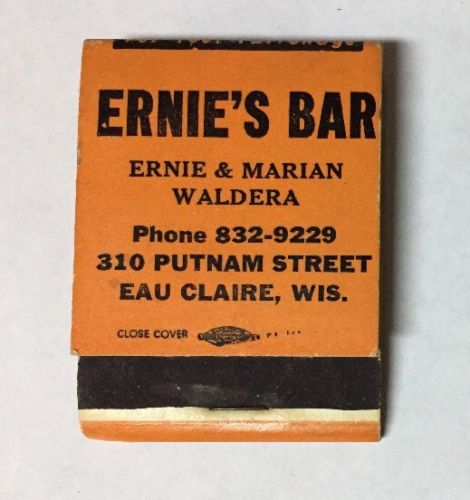 ERNIE'S BAR
ERNIE & MARIAN
WALDERA
Phone 832-9229
310 PUTNAM STREET
EAU CLAIRE, WIS.
CLOSE COVER